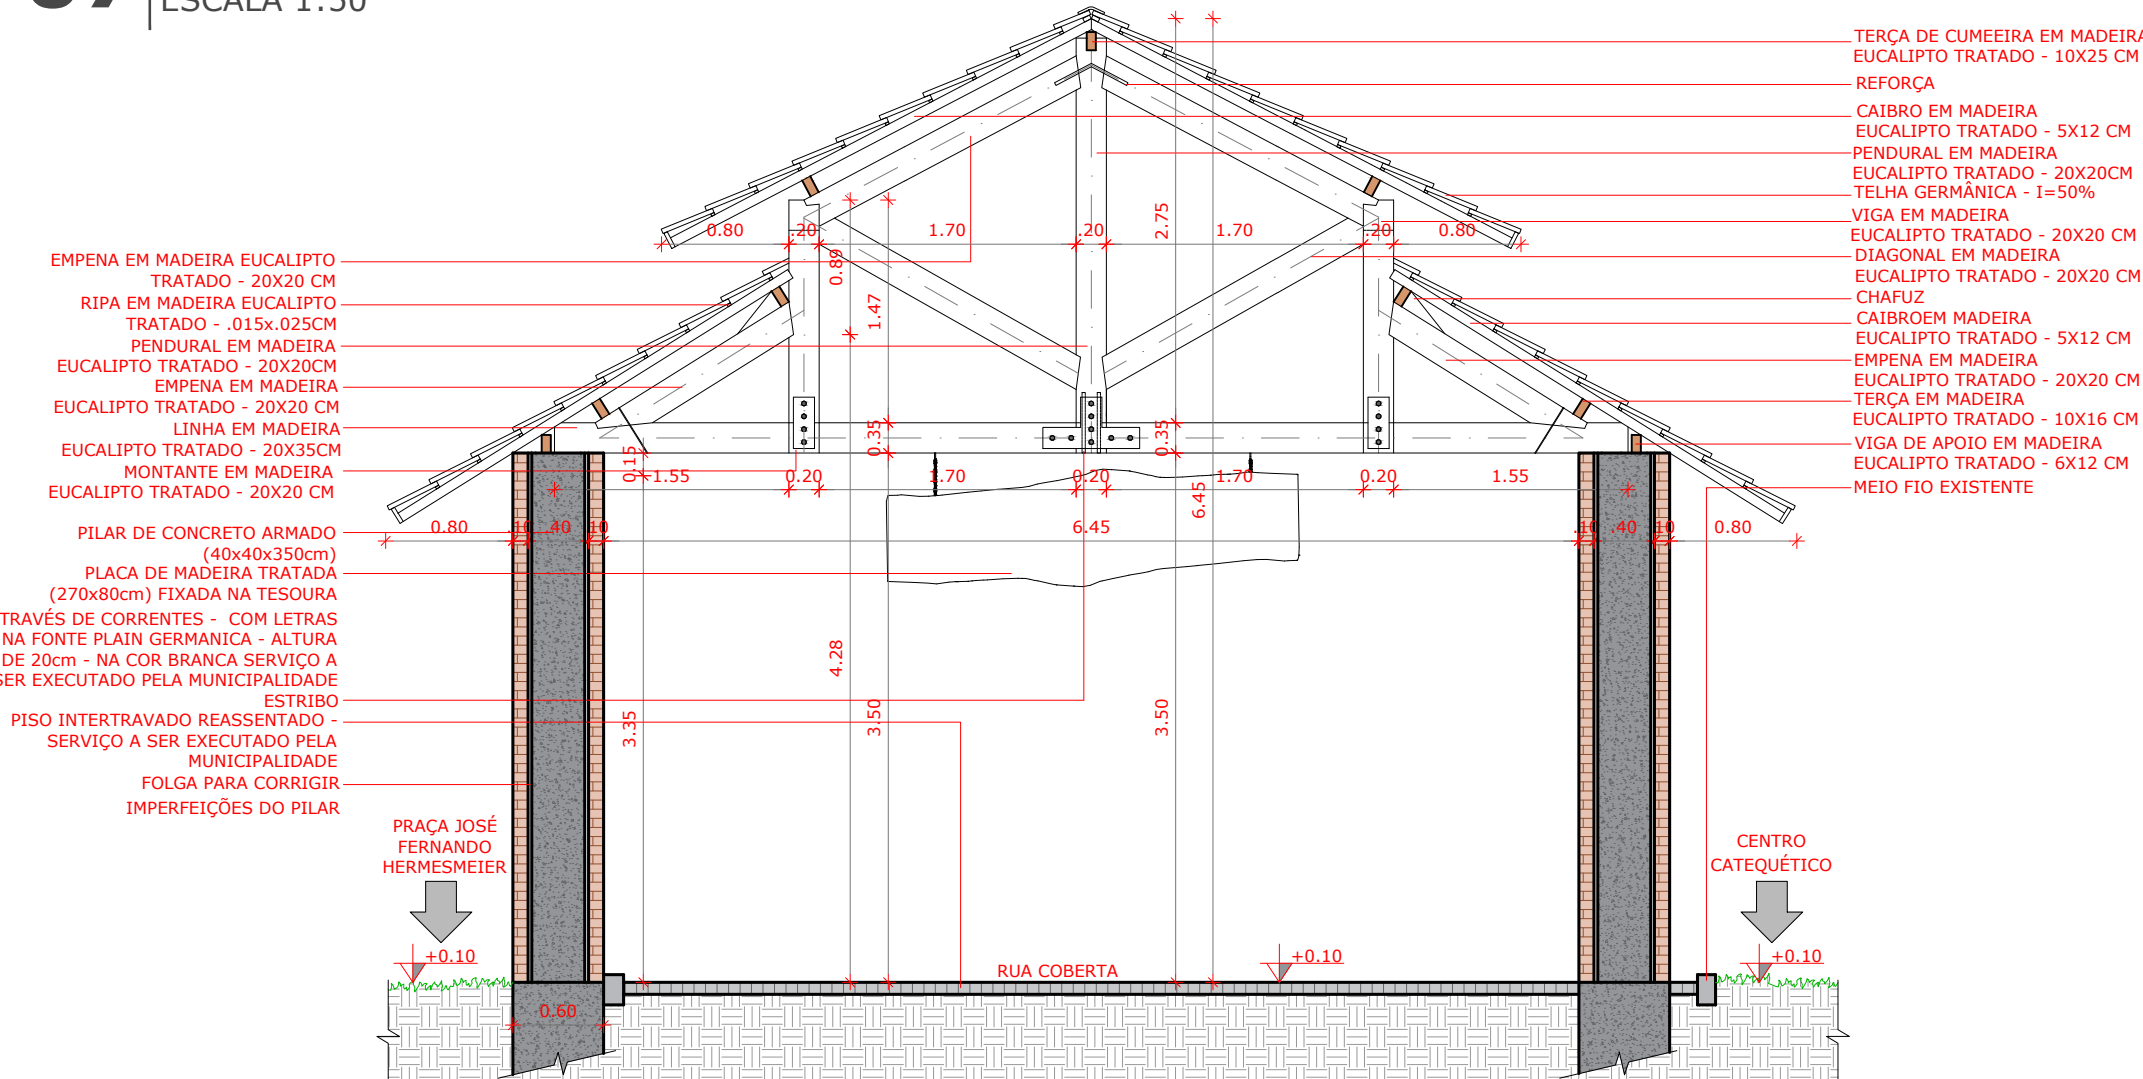 ESCALA 1:50
TERÇA DE CUMEEIRA EM MADEIRA
EUCALIPTO TRATADO - 10X25 CM
REFORÇA
CAIBRO EM MADEIRA
EUCALIPTO TRATADO - 5X12 CM
PENDURAL EM MADEIRA
EUCALIPTO TRATADO - 20X20CM
TELHA GERMÂNICA - I=50%
VIGA EM MADEIRA
EUCALIPTO TRATADO - 20X20 CM
DIAGONAL EM MADEIRA
EUCALIPTO TRATADO - 20X20 CM
CHAFUZ
CAIBROEM MADEIRA
EUCALIPTO TRATADO - 5X12 CM
EMPENA EM MADEIRA
EUCALIPTO TRATADO - 20X20 CM
TERÇA EM MADEIRA
EUCALIPTO TRATADO - 10X16 CM
VIGA DE APOIO EM MADEIRA
EUCALIPTO TRATADO - 6X12 CM
MEIO FIO EXISTENTE
EMPENA EM MADEIRA EUCALIPTO
TRATADO - 20X20 CM
RIPA EM MADEIRA EUCALIPTO
TRATADO - .015x.025CM
PENDURAL EM MADEIRA
EUCALIPTO TRATADO - 20X20CM
EMPENA EM MADEIRA
EUCALIPTO TRATADO - 20X20 CM
LINHA EM MADEIRA
EUCALIPTO TRATADO - 20X35CM
MONTANTE EM MADEIRA
EUCALIPTO TRATADO - 20X20 CM
PILAR DE CONCRETO ARMADO
(40x40x350cm)
PLACA DE MADEIRA TRATADA
(270x80cm) FIXADA NA TESOURA
TRAVÉS DE CORRENTES - COM LETRAS
NA FONTE PLAIN GERMANICA - ALTURA
DE 20cm - NA COR BRANCA SERVIÇO A
SER EXECUTADO PELA MUNICIPALIDADE
ESTRIBO
PISO INTERTRAVADO REASSENTADO -
SERVIÇO A SER EXECUTADO PELA
MUNICIPALIDADE
FOLGA PARA CORRIGIR
IMPERFEIÇÕES DO PILAR
0.80 .20 1.70 .20 1.70 .20 0.80
2.75
0.89
1.47
0.35 0.35
0.15
1.55 0.20 1.70 0.20 1.70 0.20 1.55
6.45
0.80 .10 .40 .10 6.45 .10 .40 .10 0.80
4.28
3.35
3.50
3.50
PRAÇA JOSÉ
FERNANDO
HERMESMEIER
CENTRO
CATEQUÉTICO
+0.10
+0.10
+0.10
RUA COBERTA
0.60